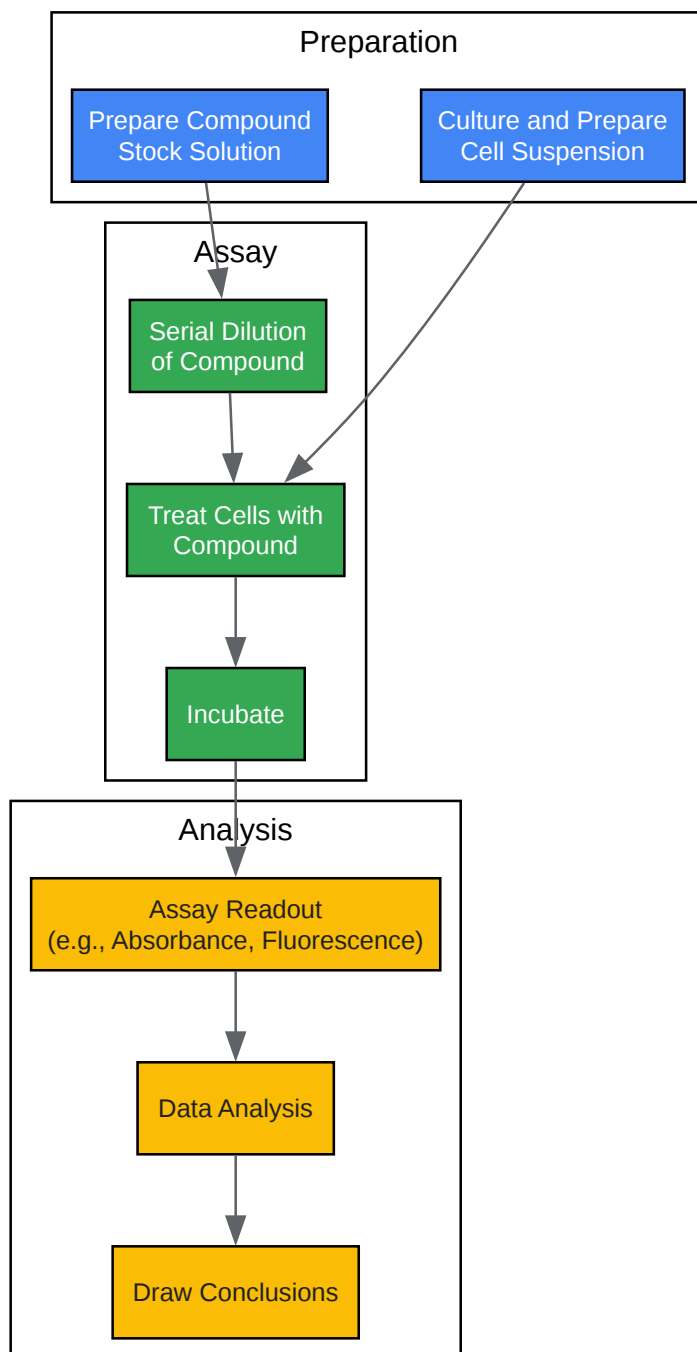 Preparation
Prepare Compound
Stock Solution
Culture and Prepare
Cell Suspension
Assay
Serial Dilution
of Compound
Treat Cells with
Compound
Incubate
Analysis
Assay Readout
(e.g., Absorbance, Fluorescence)
Data Analysis
Draw Conclusions